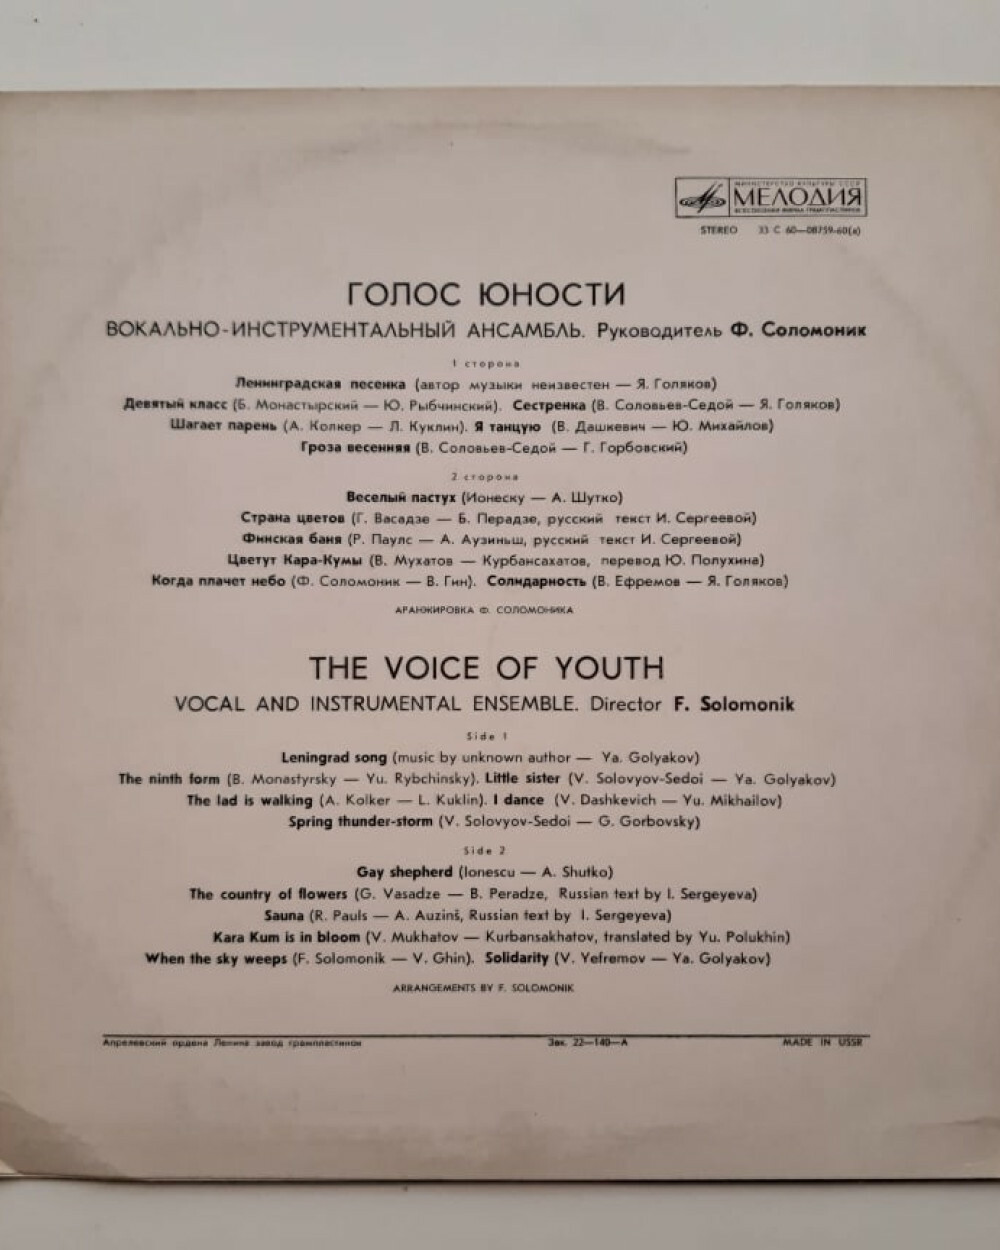 МИНИСТЕРСТВО КУЛЬТУРЫ СССР
МЕЛОДИЯ
ВСЕСОЮЗНАЯ ФИРМА ГРАМПЛАСТИНОК
STEREO 33 С 60—08759-60(а)
ГОЛОС ЮНОСТИ
ВОКАЛЬНО-ИНСТРУМЕНТАЛЬНЫЙ АНСАМБЛЬ. Руководитель Ф. Соломоник
1 сторона
Ленинградская песенка (автор музыки неизвестен — Я. Голяков)
Девятый класс (Б. Монастырский — Ю. Рыбчинский). Сестренка (В. Соловьев-Седой — Я. Голяков)
Шагает парень (А. Колкер — Л. Куклин). Я танцую (В. Дашкевич — Ю. Михайлов)
Гроза весенняя (В. Соловьев-Седой — Г. Горбовский)
2 сторона
Веселый пастух (Ионеску — А. Шутко)
Страна цветов (Г. Васадзе — Б. Перадзе, русский текст И. Сергеевой)
Финская баня (Р. Паулс — А. Аузиньш, русский текст И. Сергеевой)
Цветут Кара-Кумы (В. Мухатов — Курбансахатов, перевод Ю. Полухина)
Когда плачет небо (Ф. Соломоник — В. Гин). Солидарность (В. Ефремов — Я. Голяков)
АРАНЖИРОВКА Ф. СОЛОМОНИКА
THE VOICE OF YOUTH
VOCAL AND INSTRUMENTAL ENSEMBLE. Director F. Solomonik
Side 1
Leningrad song (music by unknown author — Ya. Golyakov)
The ninth form (B. Monastyrsky — Yu. Rybchinsky). Little sister (V. Solovyov-Sedoi — Ya. Golyakov)
The lad is walking (A. Kolker — L. Kuklin). I dance (V. Dashkevich — Yu. Mikhailov)
Spring thunder-storm (V. Solovyov-Sedoi — G. Gorbovsky)
Side 2
Gay shepherd (Ionescu — A. Shutko)
The country of flowers (G. Vasadze — B. Peradze, Russian text by I. Sergeyeva)
Sauna (R. Pauls — A. Auzinš, Russian text by I. Sergeyeva)
Kara Kum is in bloom (V. Mukhatov — Kurbansakhatov, translated by Yu. Polukhin)
When the sky weeps (F. Solomonik — V. Ghin). Solidarity (V. Yefremov — Ya. Golyakov)
ARRANGEMENTS BY F. SOLOMONIK
Апрелевский ордена Ленина завод грампластинок Зак. 22—140—А MADE IN USSR